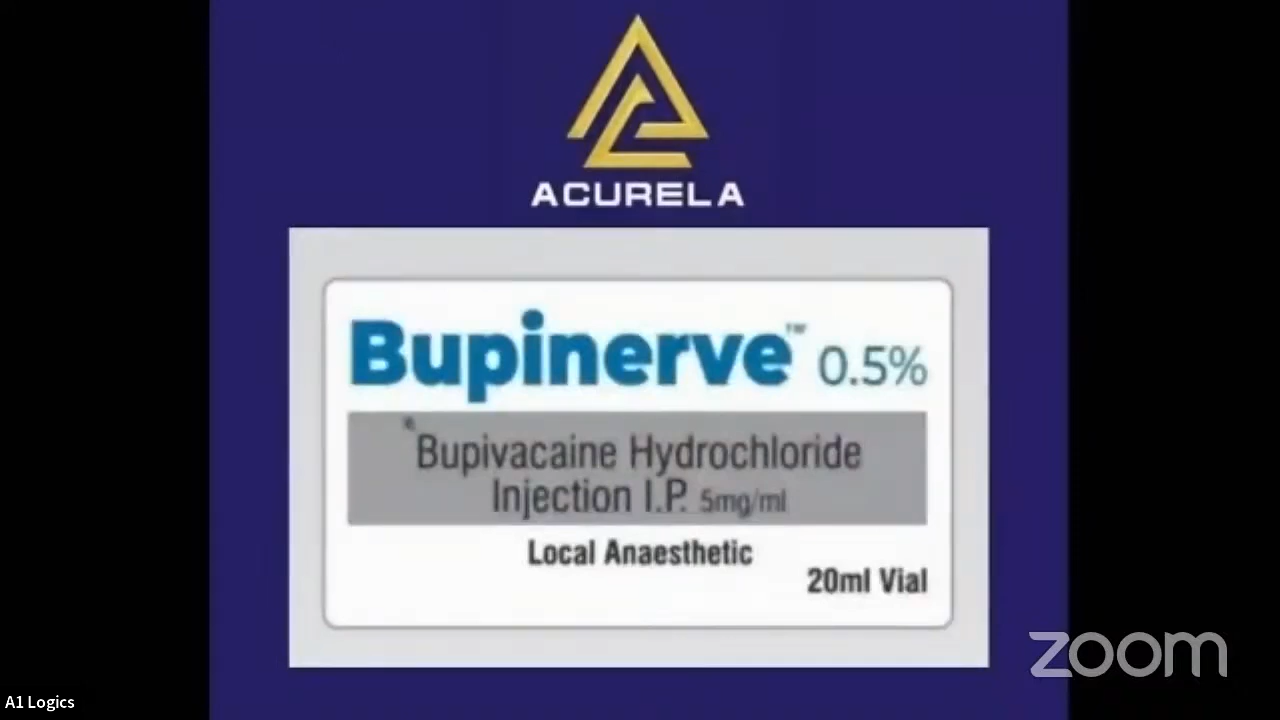 ACURELA
Bupinerve™ 0.5%
*Bupivacaine Hydrochloride
Injection I.P. 5mg/ml
Local Anaesthetic
20ml Vial
zoom
A1 Logics